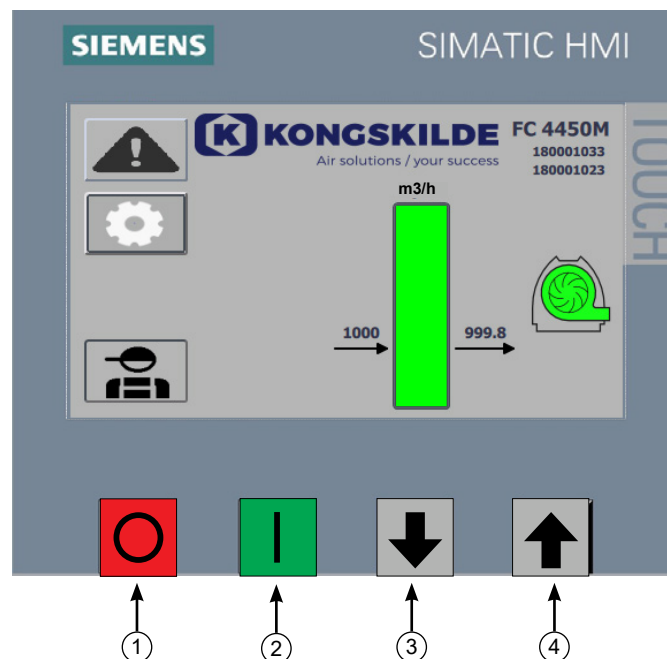 SIEMENS
SIMATIC HMI
TOUCH
K KONGSKILDE
Air solutions / your success
FC 4450M
180001033
180001023
m3/h
1000
999.8
1
2
3
4